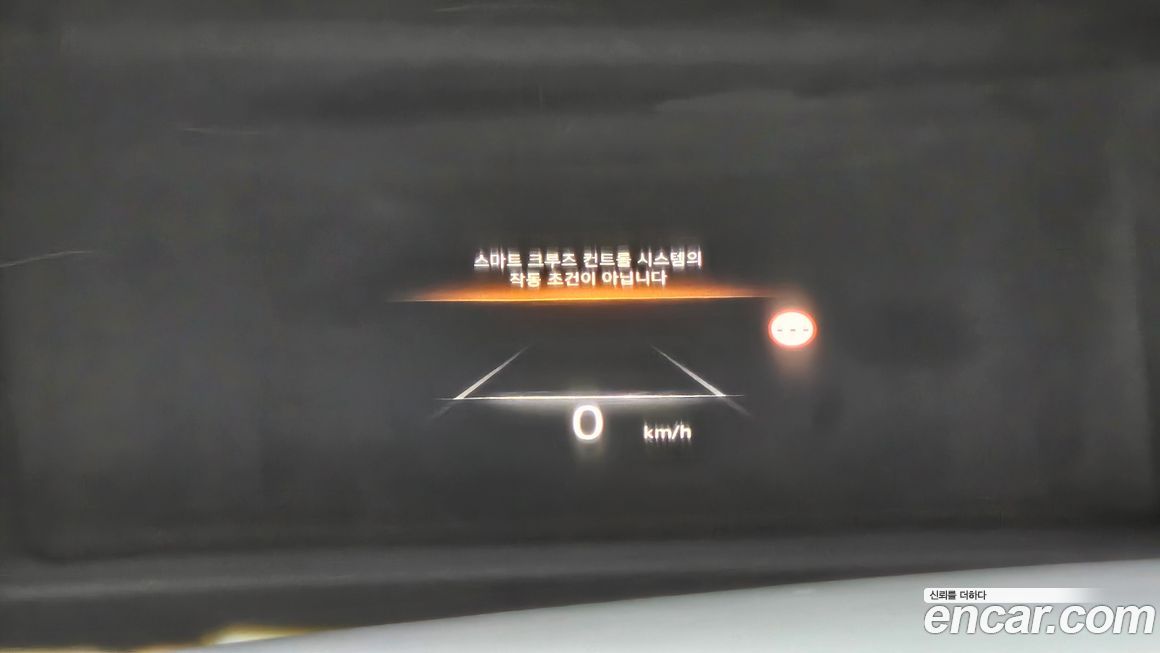 스마트 크루즈 컨트롤 시스템의
작동 조건이 아닙니다
---
0 km/h
신뢰를 더하다
encar.com